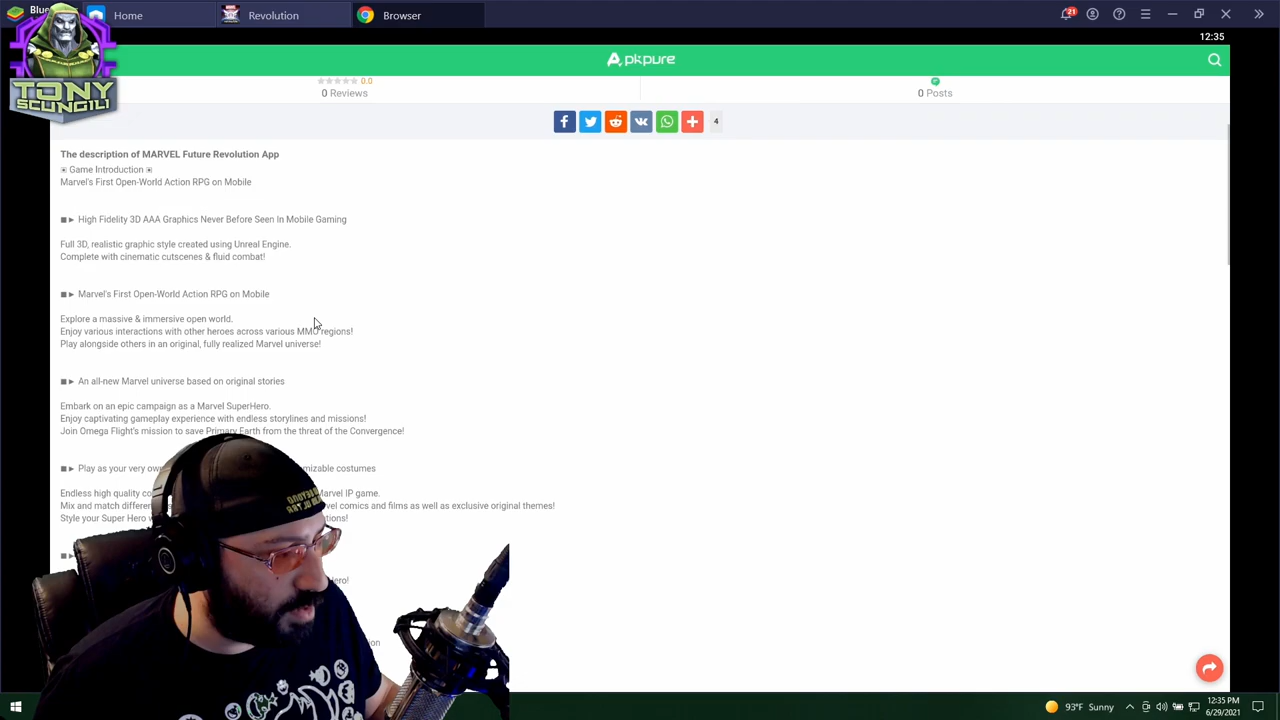 Blue
Home
Revolution
Browser
21
12:35
TONY
SCUNGILI
Apkpure
0.0
0 Reviews
0 Posts
4
The description of MARVEL Future Revolution App
▣ Game Introduction ▣
Marvel's First Open-World Action RPG on Mobile
■► High Fidelity 3D AAA Graphics Never Before Seen In Mobile Gaming
Full 3D, realistic graphic style created using Unreal Engine.
Complete with cinematic cutscenes & fluid combat!
■► Marvel's First Open-World Action RPG on Mobile
Explore a massive & immersive open world.
Enjoy various interactions with other heroes across various MMO regions!
Play alongside others in an original, fully realized Marvel universe!
■► An all-new Marvel universe based on original stories
Embark on an epic campaign as a Marvel SuperHero.
Enjoy captivating gameplay experience with endless storylines and missions!
Join Omega Flight's mission to save Primary Earth from the threat of the Convergence!
■► Play as your very own mizable costumes
Endless high quality co Marvel IP game.
Mix and match differen vel comics and films as well as exclusive original themes!
Style your Super Hero tions!
ero!
ion
93°F Sunny
12:35 PM
6/29/2021